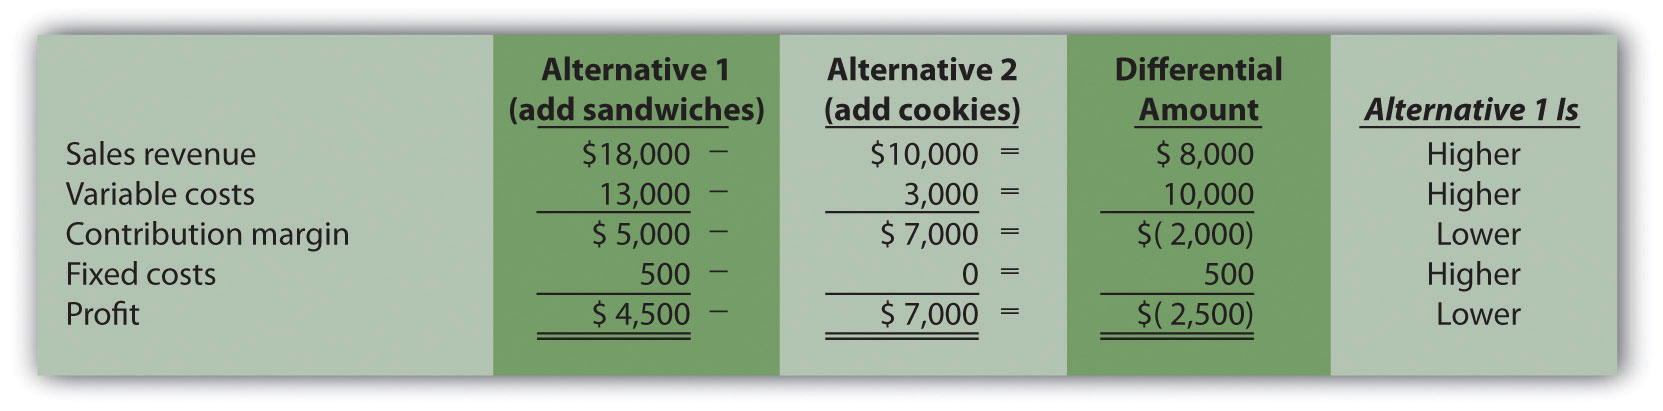 Alternative 1 Alternative 2 Differential
(add sandwiches) (add cookies) Amount Alternative 1 Is
Sales revenue $18,000 − $10,000 = $ 8,000 Higher
Variable costs 13,000 − 3,000 = 10,000 Higher
Contribution margin $ 5,000 − $ 7,000 = $( 2,000) Lower
Fixed costs 500 − 0 = 500 Higher
Profit $ 4,500 − $ 7,000 = $( 2,500) Lower